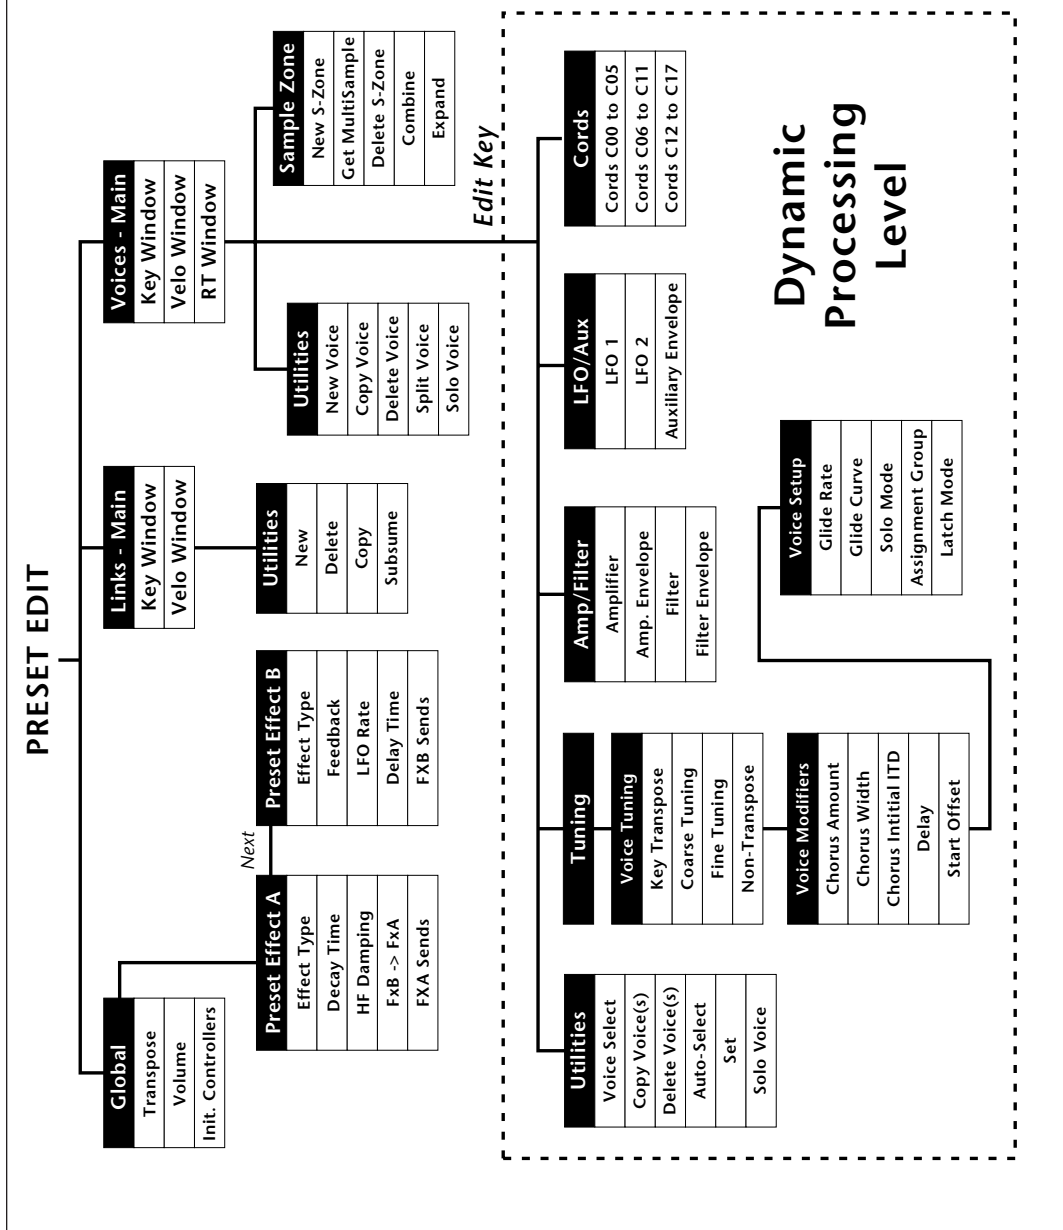 PRESET EDIT
Global
Transpose
Volume
Init. Controllers
Preset Effect A
Effect Type
Decay Time
HF Damping
FxB -> FxA
FXA Sends
Next
Preset Effect B
Effect Type
Feedback
LFO Rate
Delay Time
FXB Sends
Links - Main
Key Window
Velo Window
Utilities
New
Delete
Copy
Subsume
Voices - Main
Key Window
Velo Window
RT Window
Utilities
New Voice
Copy Voice
Delete Voice
Split Voice
Solo Voice
Sample Zone
New S-Zone
Get MultiSample
Delete S-Zone
Combine
Expand
Edit Key
Utilities
Voice Select
Copy Voice(s)
Delete Voice(s)
Auto-Select
Set
Solo Voice
Tuning
Voice Tuning
Key Transpose
Coarse Tuning
Fine Tuning
Non-Transpose
Voice Modifiers
Chorus Amount
Chorus Width
Chorus Intitial ITD
Delay
Start Offset
Amp/Filter
Amplifier
Amp. Envelope
Filter
Filter Envelope
Voice Setup
Glide Rate
Glide Curve
Solo Mode
Assignment Group
Latch Mode
LFO/Aux
LFO 1
LFO 2
Auxiliary Envelope
Cords
Cords C00 to C05
Cords C06 to C11
Cords C12 to C17
Dynamic
Processing
Level